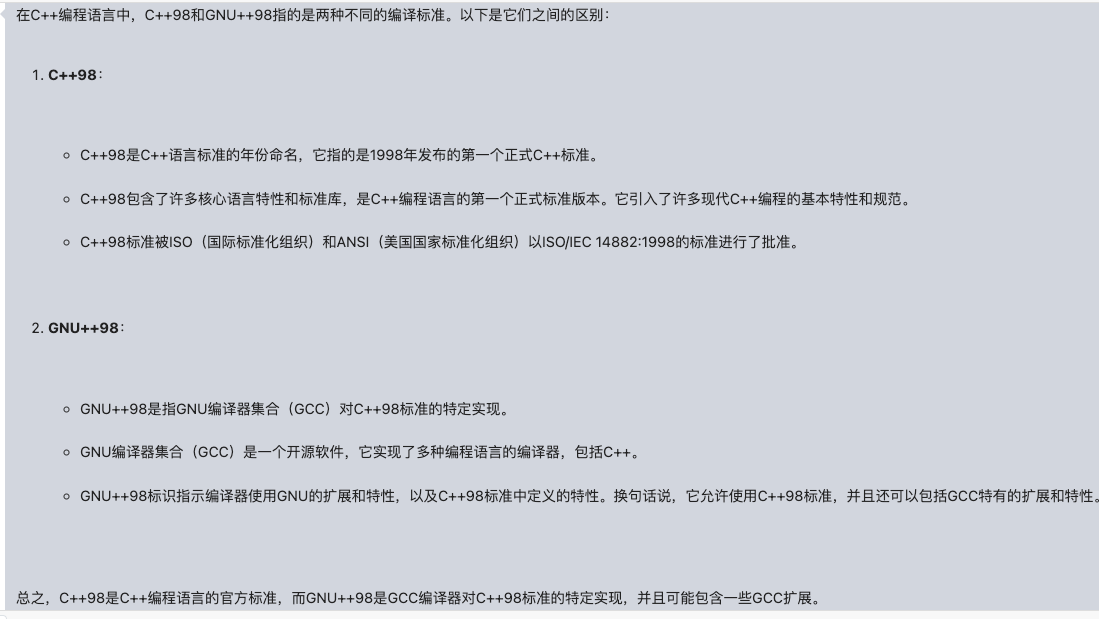 在C++编程语言中，C++98和GNU++98指的是两种不同的编译标准。以下是它们之间的区别：
1. C++98：
○ C++98是C++语言标准的年份命名，它指的是1998年发布的第一个正式C++标准。
○ C++98包含了许多核心语言特性和标准库，是C++编程语言的第一个正式标准版本。它引入了许多现代C++编程的基本特性和规范。
○ C++98标准被ISO（国际标准化组织）和ANSI（美国国家标准化组织）以ISO/IEC 14882:1998的标准进行了批准。
2. GNU++98：
○ GNU++98是指GNU编译器集合（GCC）对C++98标准的特定实现。
○ GNU编译器集合（GCC）是一个开源软件，它实现了多种编程语言的编译器，包括C++。
○ GNU++98标识指示编译器使用GNU的扩展和特性，以及C++98标准中定义的特性。换句话说，它允许使用C++98标准，并且还可以包括GCC特有的扩展和特性。
总之，C++98是C++编程语言的官方标准，而GNU++98是GCC编译器对C++98标准的特定实现，并且可能包含一些GCC扩展。